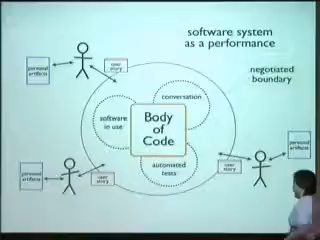 software system
as a performance
negotiated
boundary
user
story
personal
artifacts
conversation
software
in use
Body
of
Code
automated
tests
personal
artifacts
user
story
user
story
personal
artifacts